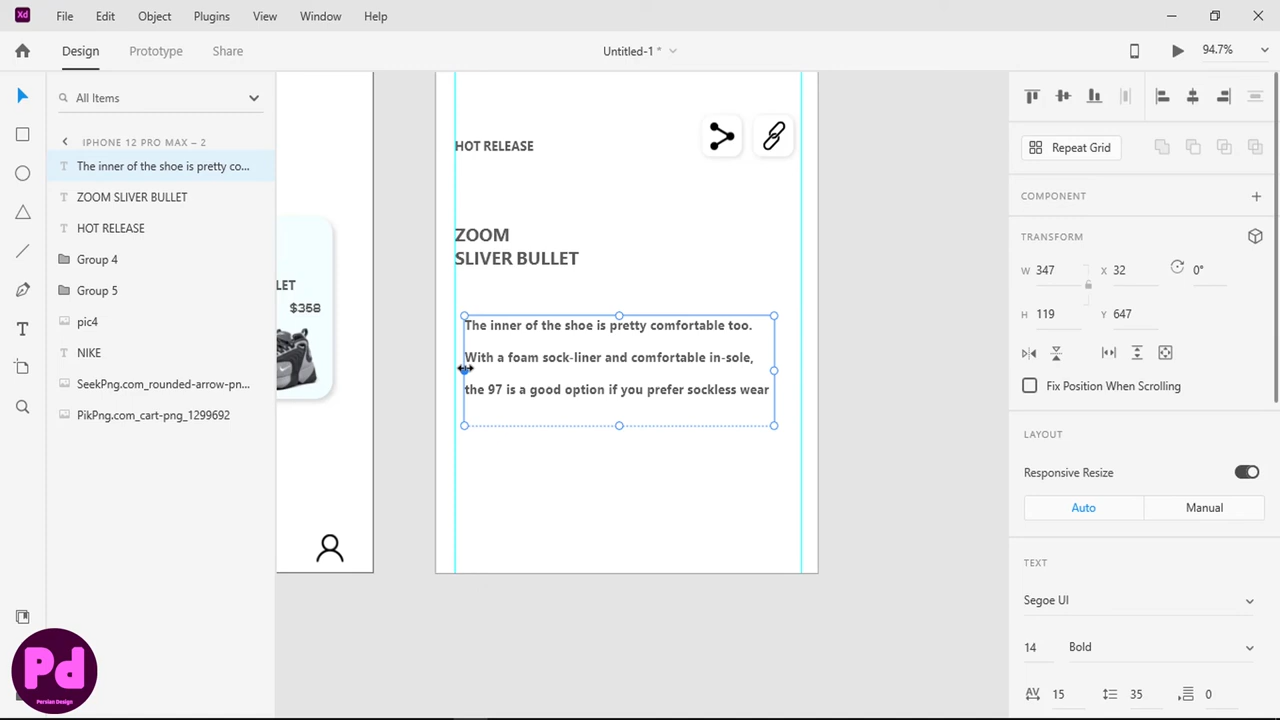 Xd File Edit Object Plugins View Window Help
Design Prototype Share Untitled-1 * 94.7%
All Items
IPHONE 12 PRO MAX – 2
The inner of the shoe is pretty co...
ZOOM SLIVER BULLET
HOT RELEASE
Group 4
Group 5
pic4
NIKE
SeekPng.com_rounded-arrow-pn...
PikPng.com_cart-png_1299692
Pd
Persian Design
LET
$358
HOT RELEASE
ZOOM
SLIVER BULLET
The inner of the shoe is pretty comfortable too.
With a foam sock-liner and comfortable in-sole,
the 97 is a good option if you prefer sockless wear
Repeat Grid
COMPONENT
TRANSFORM
W 347 X 32 0°
H 119 Y 647
Fix Position When Scrolling
LAYOUT
Responsive Resize
Auto Manual
TEXT
Segoe UI
14 Bold
AV 15 35 0